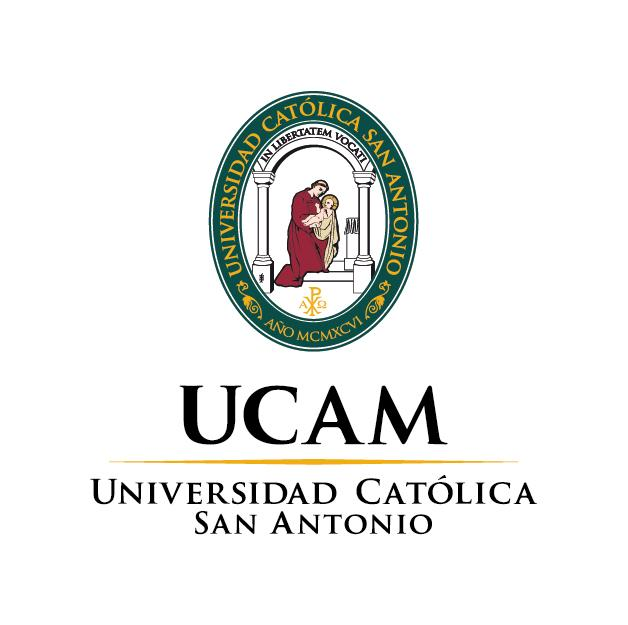 UNIVERSIDAD CATÓLICA SAN ANTONIO
IN LIBERTATEM VOCATI
Α Ω
AÑO MCMXCVI
UCAM
UNIVERSIDAD CATÓLICA
SAN ANTONIO